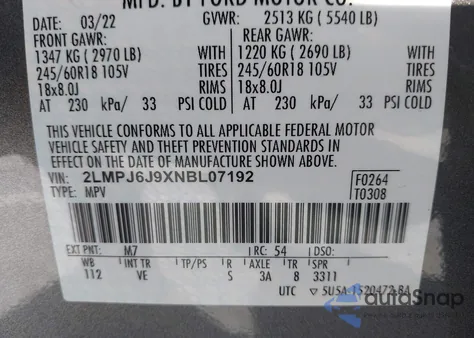 MFD. BY FORD MOTOR CO.
DATE: 03/22 GVWR: 2513 KG ( 5540 LB)
FRONT GAWR: REAR GAWR:
1347 KG ( 2970 LB) WITH 1220 KG ( 2690 LB) WITH
245/60R18 105V TIRES 245/60R18 105V TIRES
18x8.0J RIMS 18x8.0J RIMS
AT 230 kPa/ 33 PSI COLD AT 230 kPa/ 33 PSI COLD
THIS VEHICLE CONFORMS TO ALL APPLICABLE FEDERAL MOTOR
VEHICLE SAFETY AND THEFT PREVENTION STANDARDS IN EFFECT
ON THE DATE OF MANUFACTURE SHOWN ABOVE.
VIN: 2LMPJ6J9XNBL07192 F0264
TYPE: MPV T0308
EXT PNT: M7 RC: 54 DSO:
WB INT TR TP/PS R AXLE TR SPR
112 VE S 3A 8 3311
UTC ▽ 5U5A-1520472-BA
autoSnap